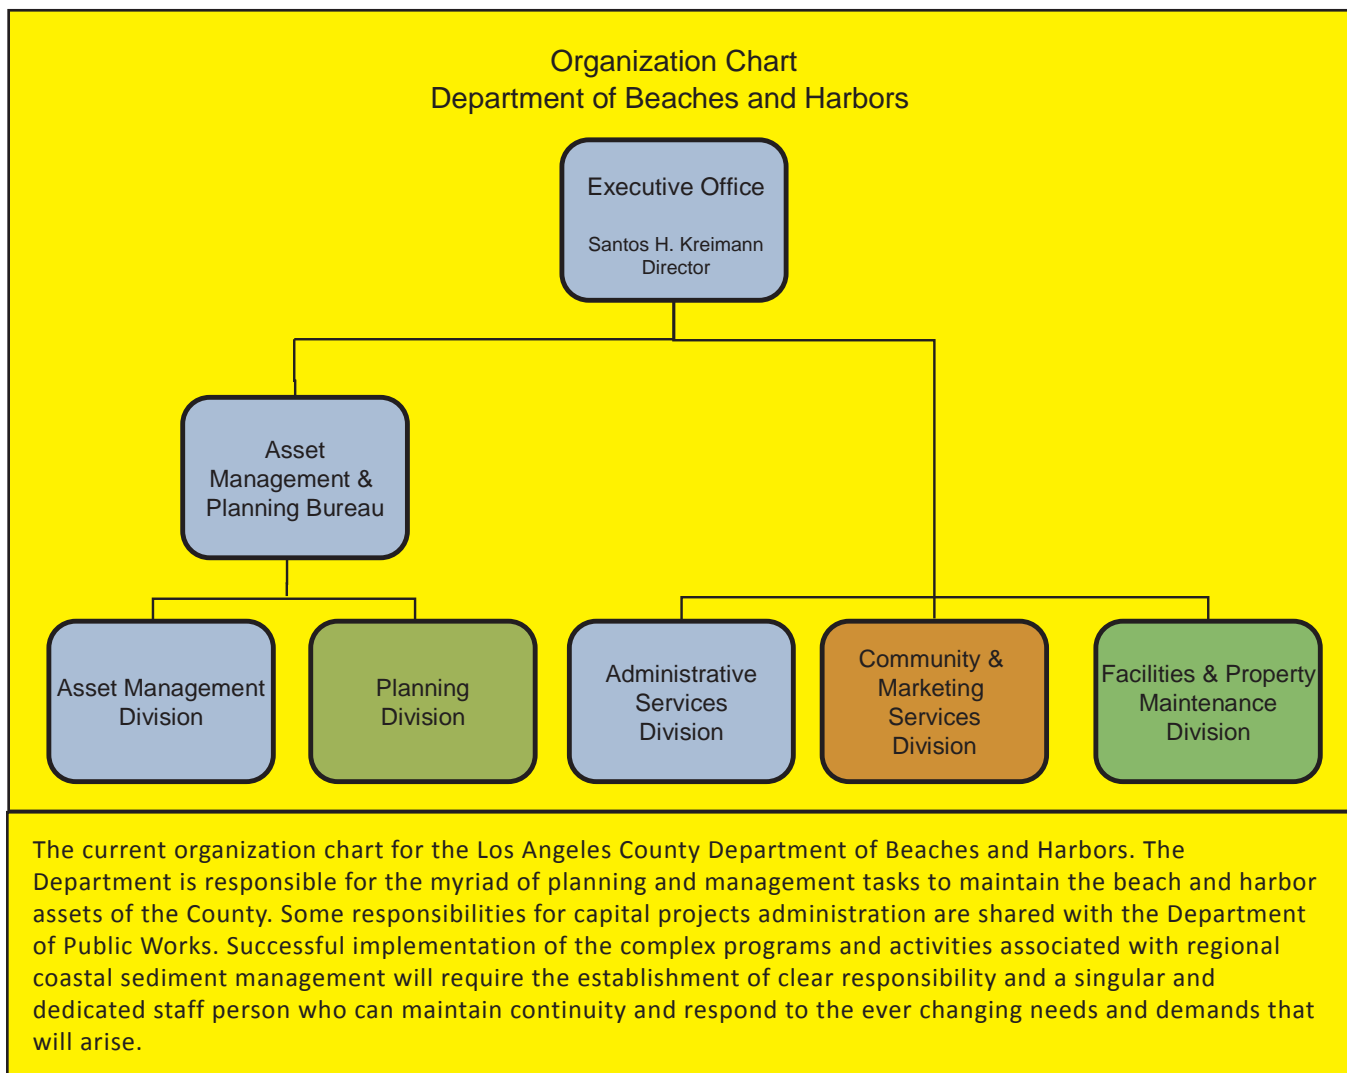 Organization Chart
Department of Beaches and Harbors
Executive Office
Santos H. Kreimann
Director
Asset
Management &
Planning Bureau
Asset Management
Division
Planning
Division
Administrative
Services
Division
Community &
Marketing
Services
Division
Facilities & Property
Maintenance
Division
The current organization chart for the Los Angeles County Department of Beaches and Harbors. The
Department is responsible for the myriad of planning and management tasks to maintain the beach and harbor
assets of the County. Some responsibilities for capital projects administration are shared with the Department
of Public Works. Successful implementation of the complex programs and activities associated with regional
coastal sediment management will require the establishment of clear responsibility and a singular and
dedicated staff person who can maintain continuity and respond to the ever changing needs and demands that
will arise.